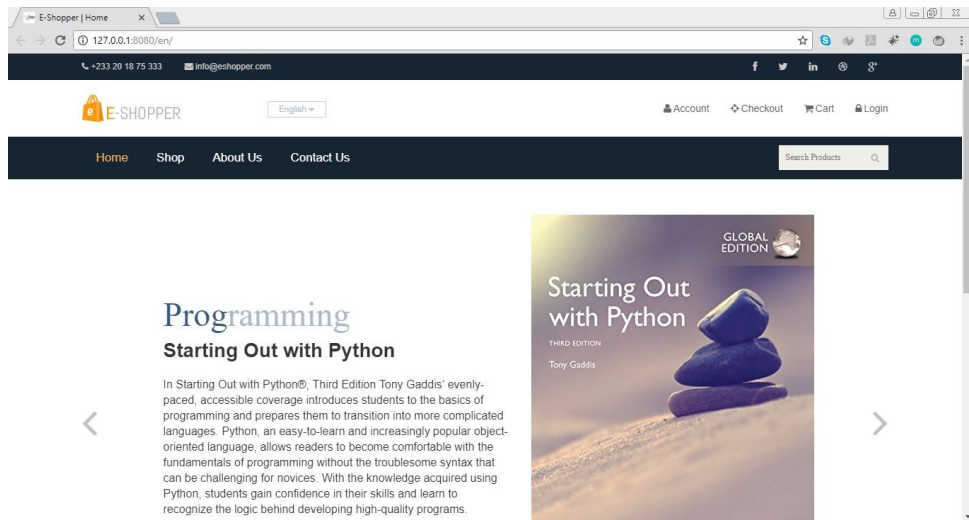 E-Shopper | Home
127.0.0.1:8080/en/
+233 20 18 75 333 info@eshopper.com
E-SHOPPER
English
Account Checkout Cart Login
Home Shop About Us Contact Us
Search Products
Programming
Starting Out with Python
In Starting Out with Python®, Third Edition Tony Gaddis' evenly-
paced, accessible coverage introduces students to the basics of
programming and prepares them to transition into more complicated
languages. Python, an easy-to-learn and increasingly popular object-
oriented language, allows readers to become comfortable with the
fundamentals of programming without the troublesome syntax that
can be challenging for novices. With the knowledge acquired using
Python, students gain confidence in their skills and learn to
recognize the logic behind developing high-quality programs.
GLOBAL
EDITION
Starting Out
with Python
THIRD EDITION
Tony Gaddis